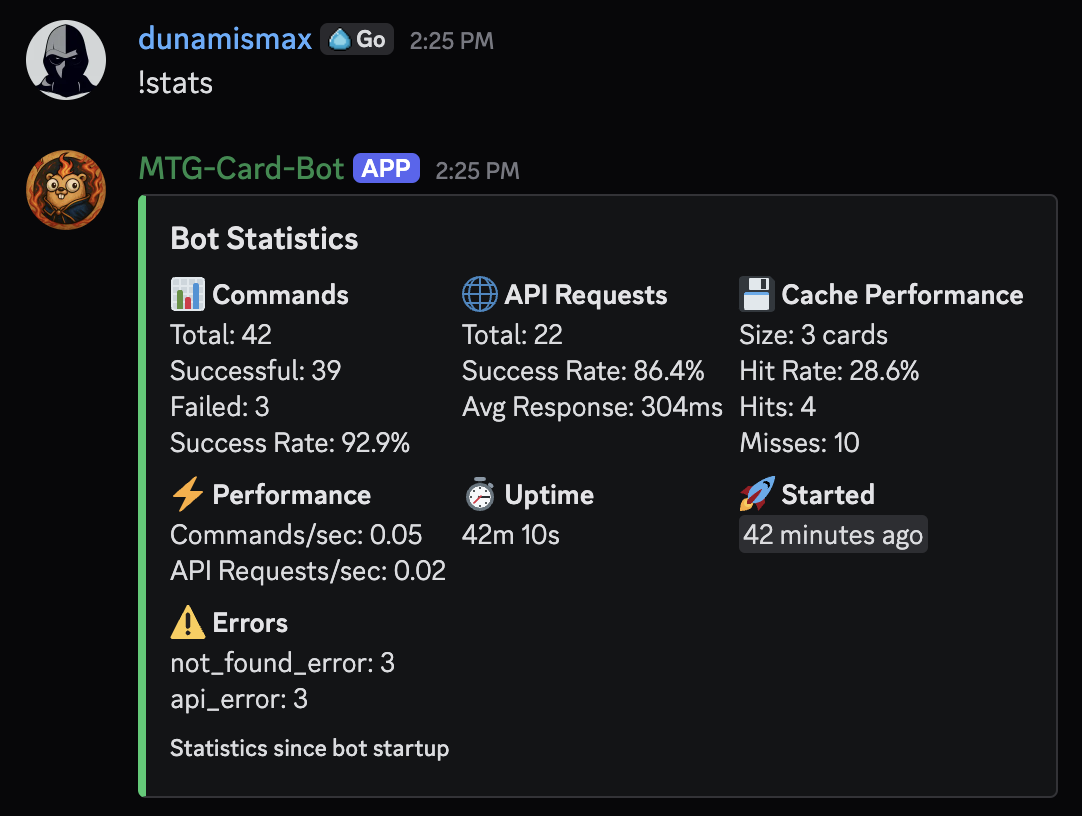 dunamismax Go 2:25 PM
!stats
MTG-Card-Bot APP 2:25 PM
Bot Statistics
Commands
Total: 42
Successful: 39
Failed: 3
Success Rate: 92.9%
API Requests
Total: 22
Success Rate: 86.4%
Avg Response: 304ms
Cache Performance
Size: 3 cards
Hit Rate: 28.6%
Hits: 4
Misses: 10
Performance
Commands/sec: 0.05
API Requests/sec: 0.02
Uptime
42m 10s
Started
42 minutes ago
Errors
not_found_error: 3
api_error: 3
Statistics since bot startup